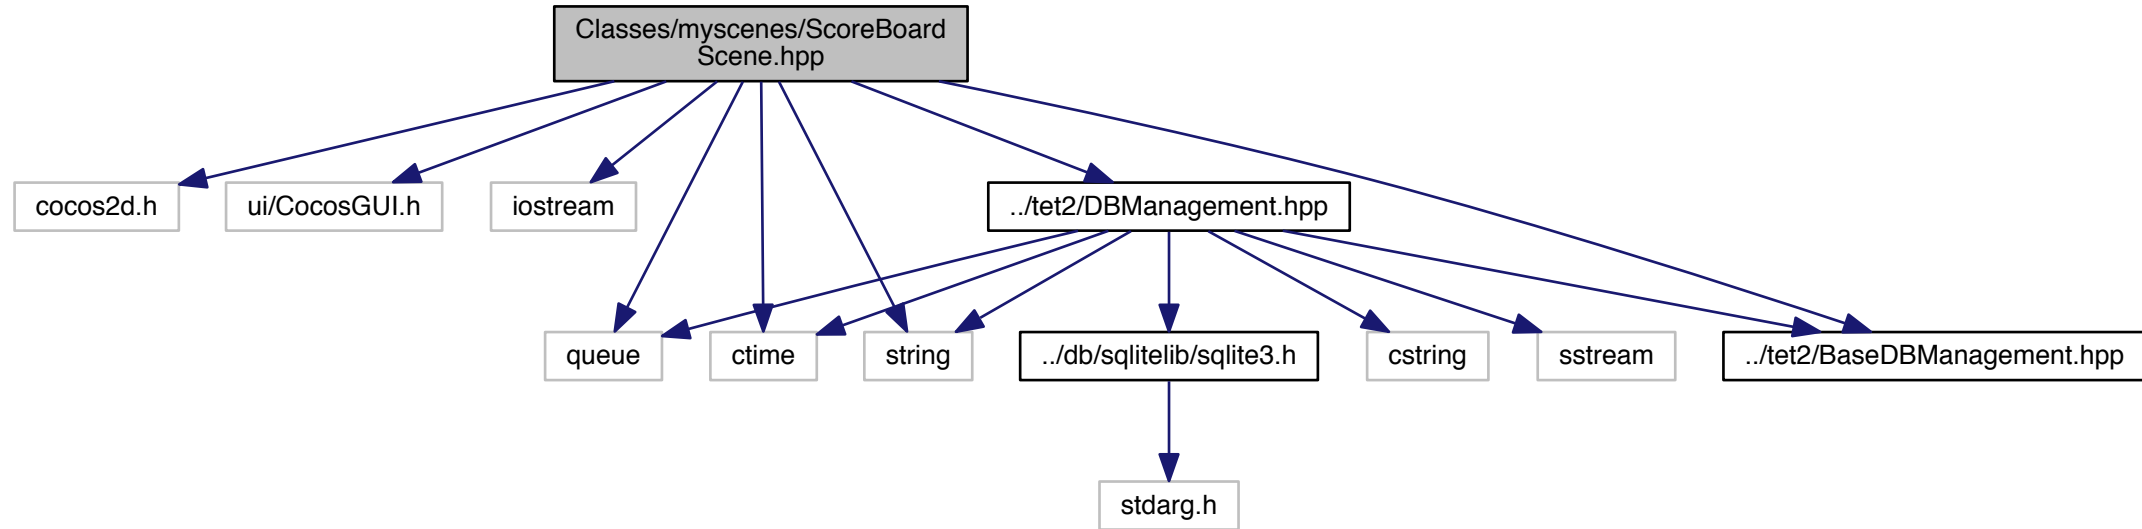 Classes/myscenes/ScoreBoard
Scene.hpp
cocos2d.h
ui/CocosGUI.h
iostream
../tet2/DBManagement.hpp
queue
ctime
string
../db/sqlitelib/sqlite3.h
cstring
sstream
../tet2/BaseDBManagement.hpp
stdarg.h